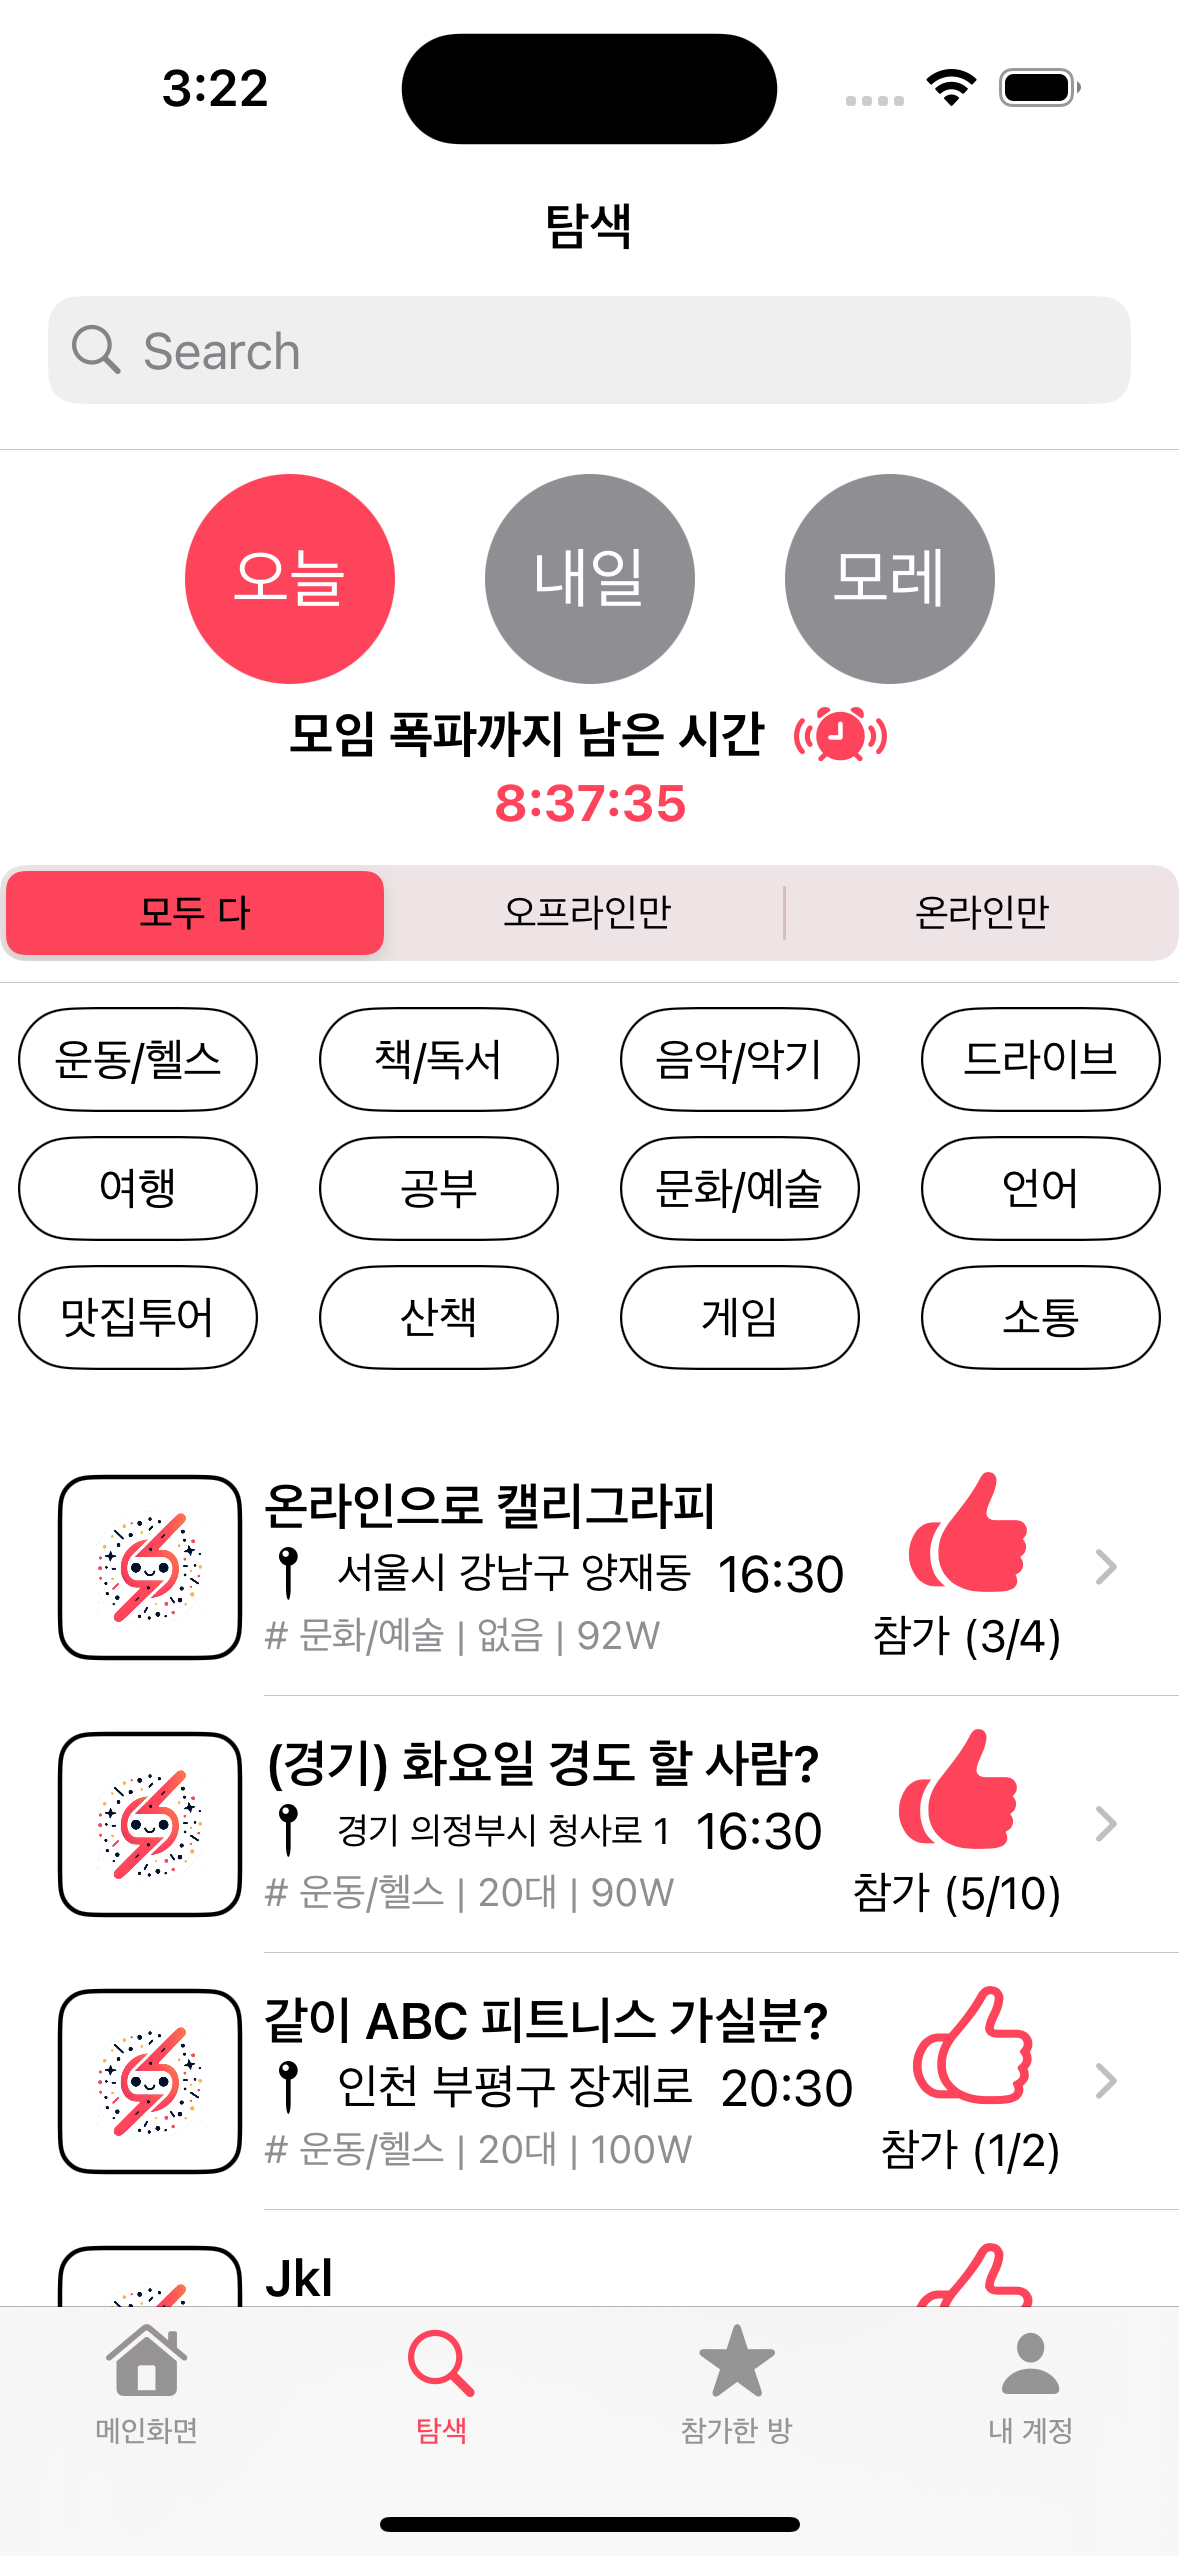 3:22
탐색
Search
오늘 내일 모레
모임 폭파까지 남은 시간
8:37:35
모두 다 오프라인만 온라인만
운동/헬스 책/독서 음악/악기 드라이브
여행 공부 문화/예술 언어
맛집투어 산책 게임 소통
온라인으로 캘리그라피
서울시 강남구 양재동 16:30
# 문화/예술 | 없음 | 92W
참가 (3/4)
(경기) 화요일 경도 할 사람?
경기 의정부시 청사로 1 16:30
# 운동/헬스 | 20대 | 90W
참가 (5/10)
같이 ABC 피트니스 가실분?
인천 부평구 장제로 20:30
# 운동/헬스 | 20대 | 100W
참가 (1/2)
Jkl
메인화면 탐색 참가한 방 내 계정